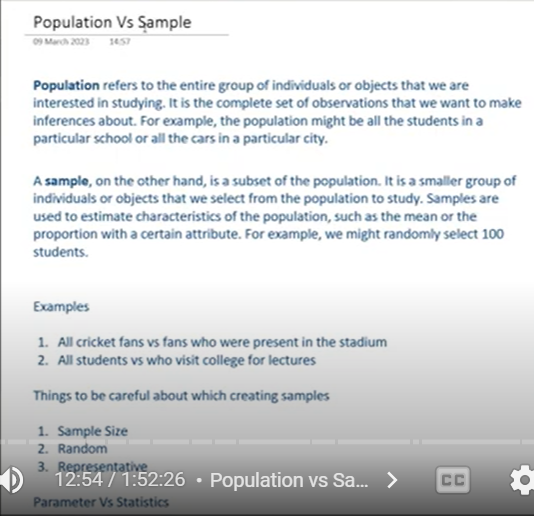 Population Vs Sample
09 March 2023 14:57
Population refers to the entire group of individuals or objects that we are
interested in studying. It is the complete set of observations that we want to make
inferences about. For example, the population might be all the students in a
particular school or all the cars in a particular city.
A sample, on the other hand, is a subset of the population. It is a smaller group of
individuals or objects that we select from the population to study. Samples are
used to estimate characteristics of the population, such as the mean or the
proportion with a certain attribute. For example, we might randomly select 100
students.
Examples
1. All cricket fans vs fans who were present in the stadium
2. All students vs who visit college for lectures
Things to be careful about which creating samples
1. Sample Size
2. Random
3. Representative
12:54 / 1:52:26 • Population vs Sa... CC
Parameter Vs Statistics